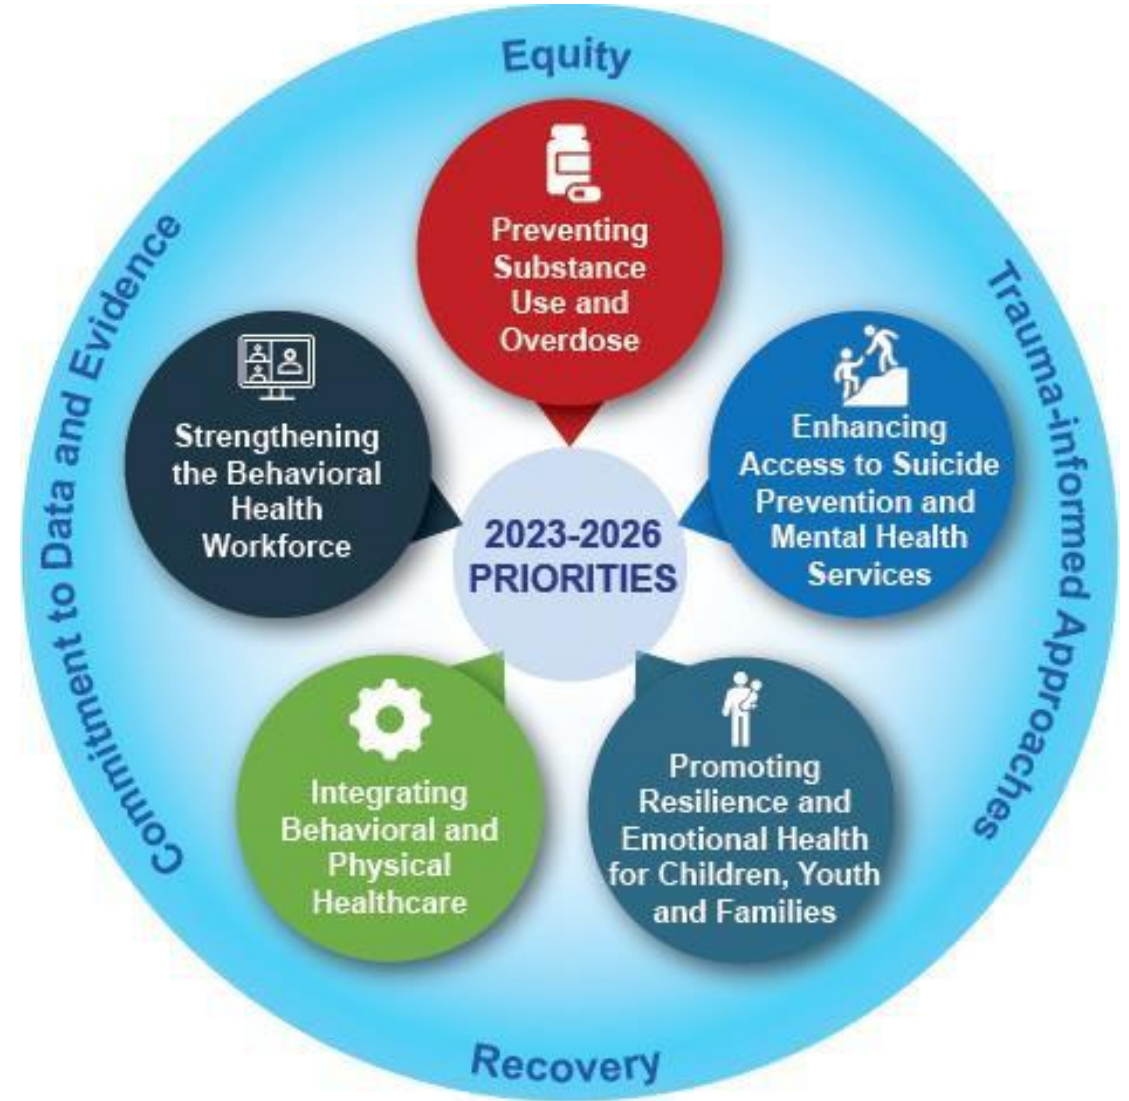 Equity
Preventing
Substance
Use and
Overdose
Enhancing
Access to Suicide
Prevention and
Mental Health
Services
Promoting
Resilience and
Emotional Health
for Children, Youth
and Families
Integrating
Behavioral and
Physical
Healthcare
Strengthening
the Behavioral
Health
Workforce
2023-2026
PRIORITIES
Trauma-informed Approaches
Recovery
Commitment to Data and Evidence